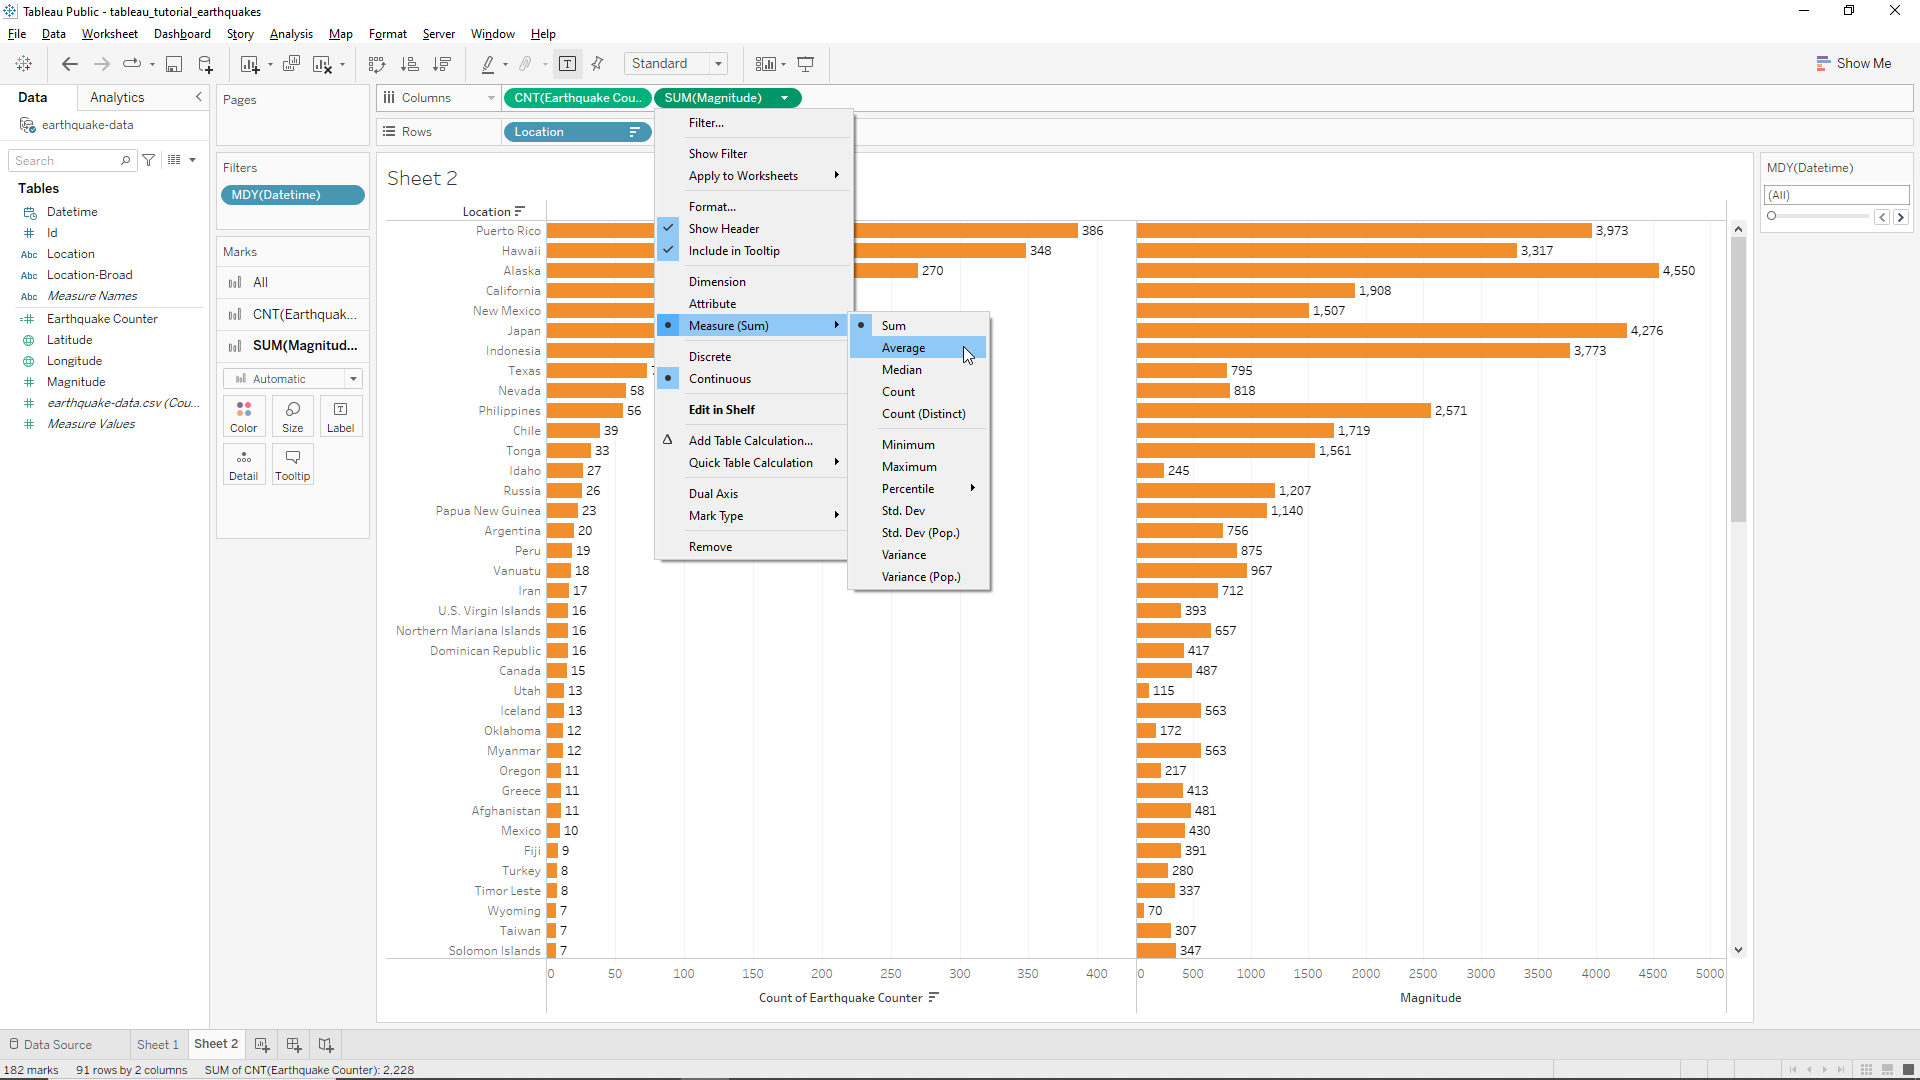 Tableau Public - tableau_tutorial_earthquakes
File Data Worksheet Dashboard Story Analysis Map Format Server Window Help
Standard
Show Me
Data Analytics
earthquake-data
Search
Tables
Datetime
# Id
Abc Location
Abc Location-Broad
Abc Measure Names
=# Earthquake Counter
Latitude
Longitude
# Magnitude
# earthquake-data.csv (Cou...
# Measure Values
Pages
Filters
MDY(Datetime)
Marks
All
CNT(Earthquak...
SUM(Magnitud...
Automatic
Color Size Label
Detail Tooltip
Columns CNT(Earthquake Cou.. SUM(Magnitude)
Rows Location
Sheet 2
Location
Puerto Rico 386 3,973
Hawaii 348 3,317
Alaska 270 4,550
California 1,908
New Mexico 1,507
Japan 4,276
Indonesia 3,773
Texas 795
Nevada 58 818
Philippines 56 2,571
Chile 39 1,719
Tonga 33 1,561
Idaho 27 245
Russia 26 1,207
Papua New Guinea 23 1,140
Argentina 20 756
Peru 19 875
Vanuatu 18 967
Iran 17 712
U.S. Virgin Islands 16 393
Northern Mariana Islands 16 657
Dominican Republic 16 417
Canada 15 487
Utah 13 115
Iceland 13 563
Oklahoma 12 172
Myanmar 12 563
Oregon 11 217
Greece 11 413
Afghanistan 11 481
Mexico 10 430
Fiji 9 391
Turkey 8 280
Timor Leste 8 337
Wyoming 7 70
Taiwan 7 307
Solomon Islands 7 347
0 50 100 150 200 250 300 350 400
0 500 1000 1500 2000 2500 3000 3500 4000 4500 5000
Count of Earthquake Counter
Magnitude
Filter...
Show Filter
Apply to Worksheets
Format...
Show Header
Include in Tooltip
Dimension
Attribute
Measure (Sum)
Discrete
Continuous
Edit in Shelf
Add Table Calculation...
Quick Table Calculation
Dual Axis
Mark Type
Remove
Sum
Average
Median
Count
Count (Distinct)
Minimum
Maximum
Percentile
Std. Dev
Std. Dev (Pop.)
Variance
Variance (Pop.)
MDY(Datetime)
(All)
Data Source Sheet 1 Sheet 2
182 marks 91 rows by 2 columns SUM of CNT(Earthquake Counter): 2,228